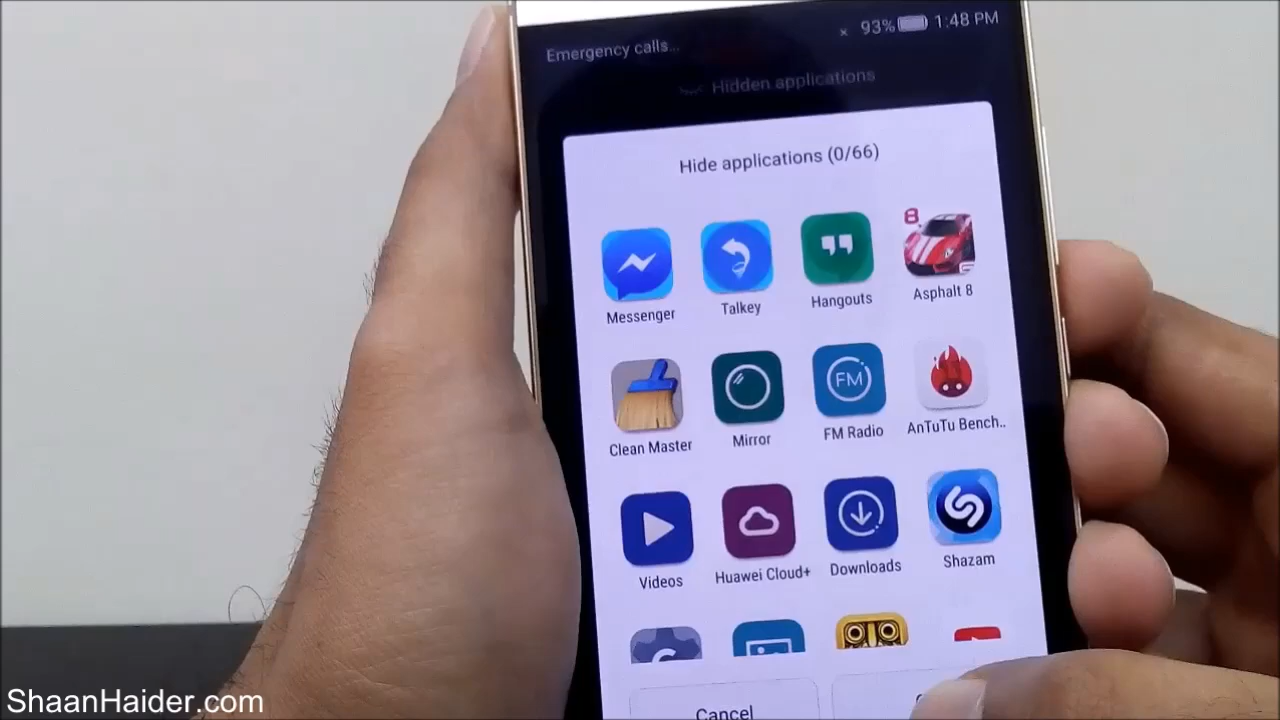 Emergency calls...
93% 1:48 PM
Hidden applications
Hide applications (0/66)
8
Messenger
Talkey
Hangouts
Asphalt 8
FM
Clean Master
Mirror
FM Radio
AnTuTu Bench..
Videos
Huawei Cloud+
Downloads
Shazam
Cancel
ShaanHaider.com